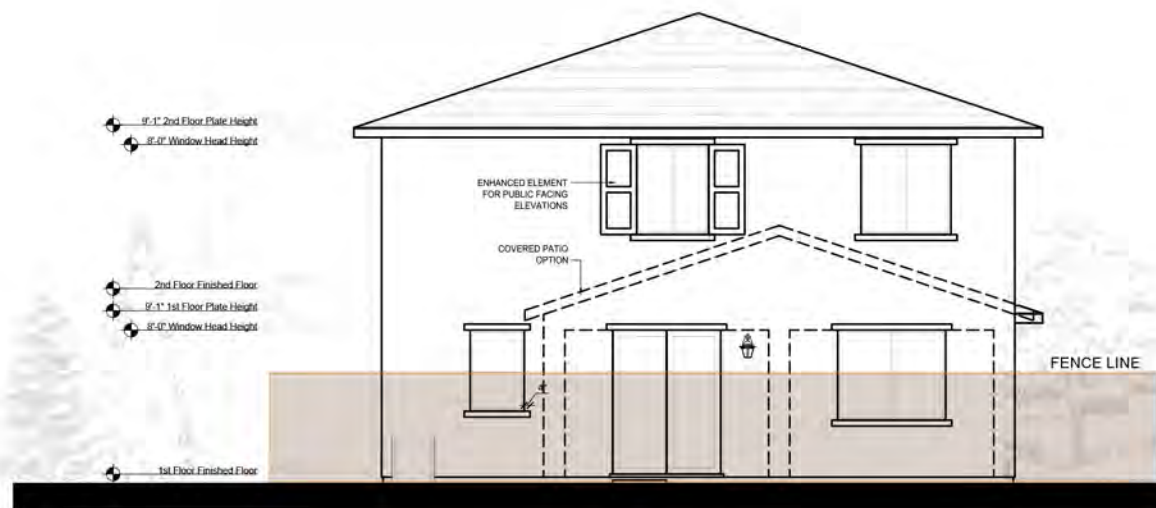 9'-1" 2nd Floor Plate Height
8'-0" Window Head Height
ENHANCED ELEMENT
FOR PUBLIC FACING
ELEVATIONS
COVERED PATIO
OPTION
2nd Floor Finished Floor
9'-1" 1st Floor Plate Height
8'-0" Window Head Height
FENCE LINE
1st Floor Finished Floor